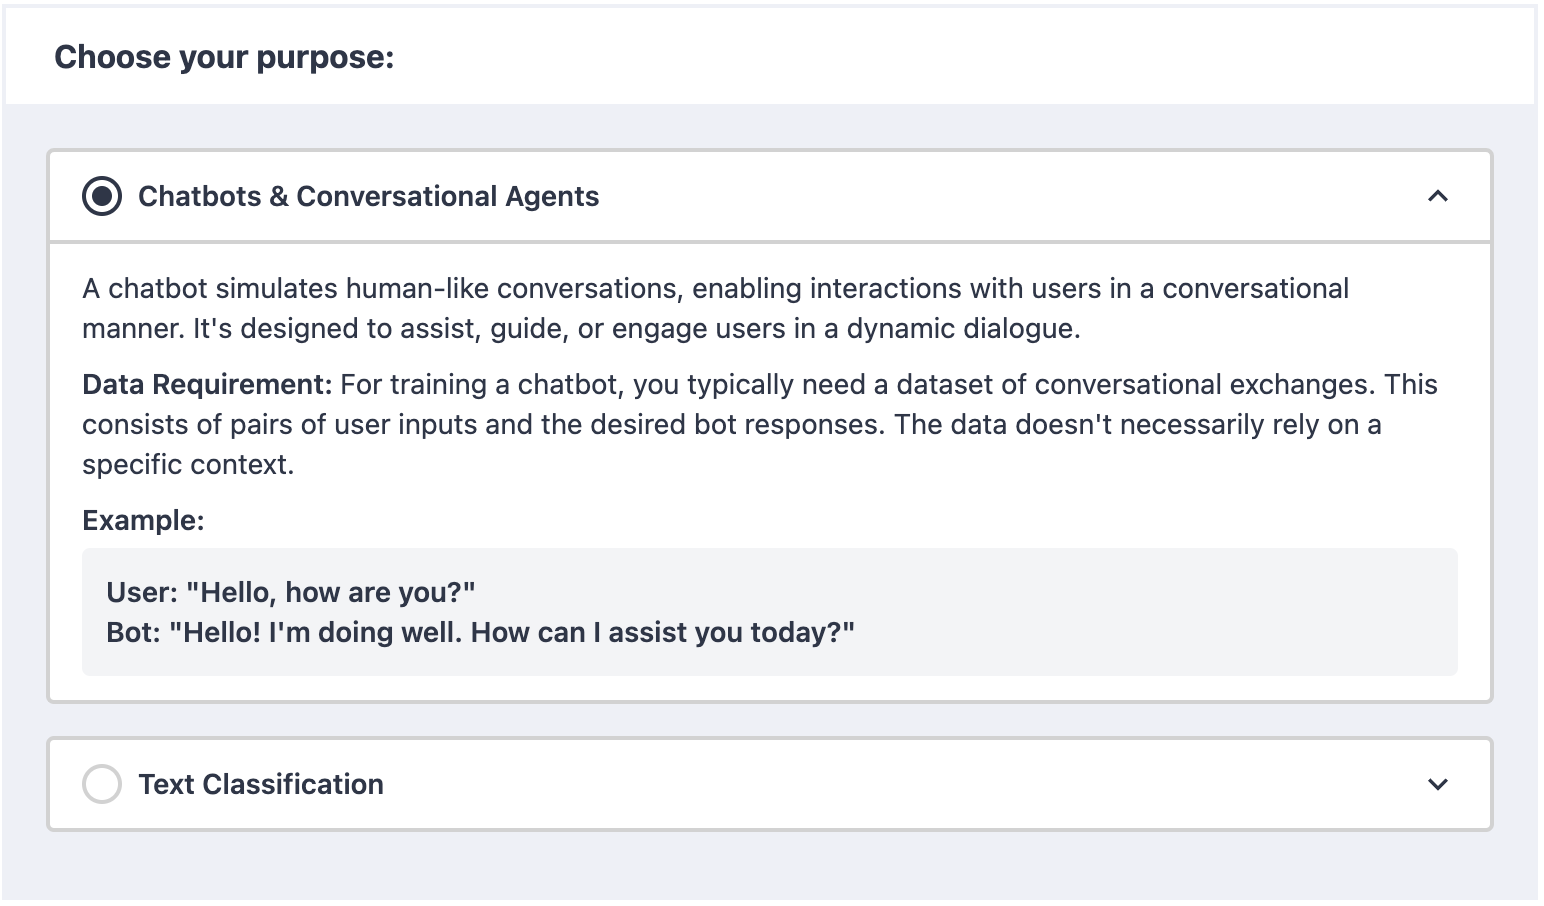 Choose your purpose:
Chatbots & Conversational Agents
A chatbot simulates human-like conversations, enabling interactions with users in a conversational
manner. It's designed to assist, guide, or engage users in a dynamic dialogue.
Data Requirement: For training a chatbot, you typically need a dataset of conversational exchanges. This
consists of pairs of user inputs and the desired bot responses. The data doesn't necessarily rely on a
specific context.
Example:
User: "Hello, how are you?"
Bot: "Hello! I'm doing well. How can I assist you today?"
Text Classification